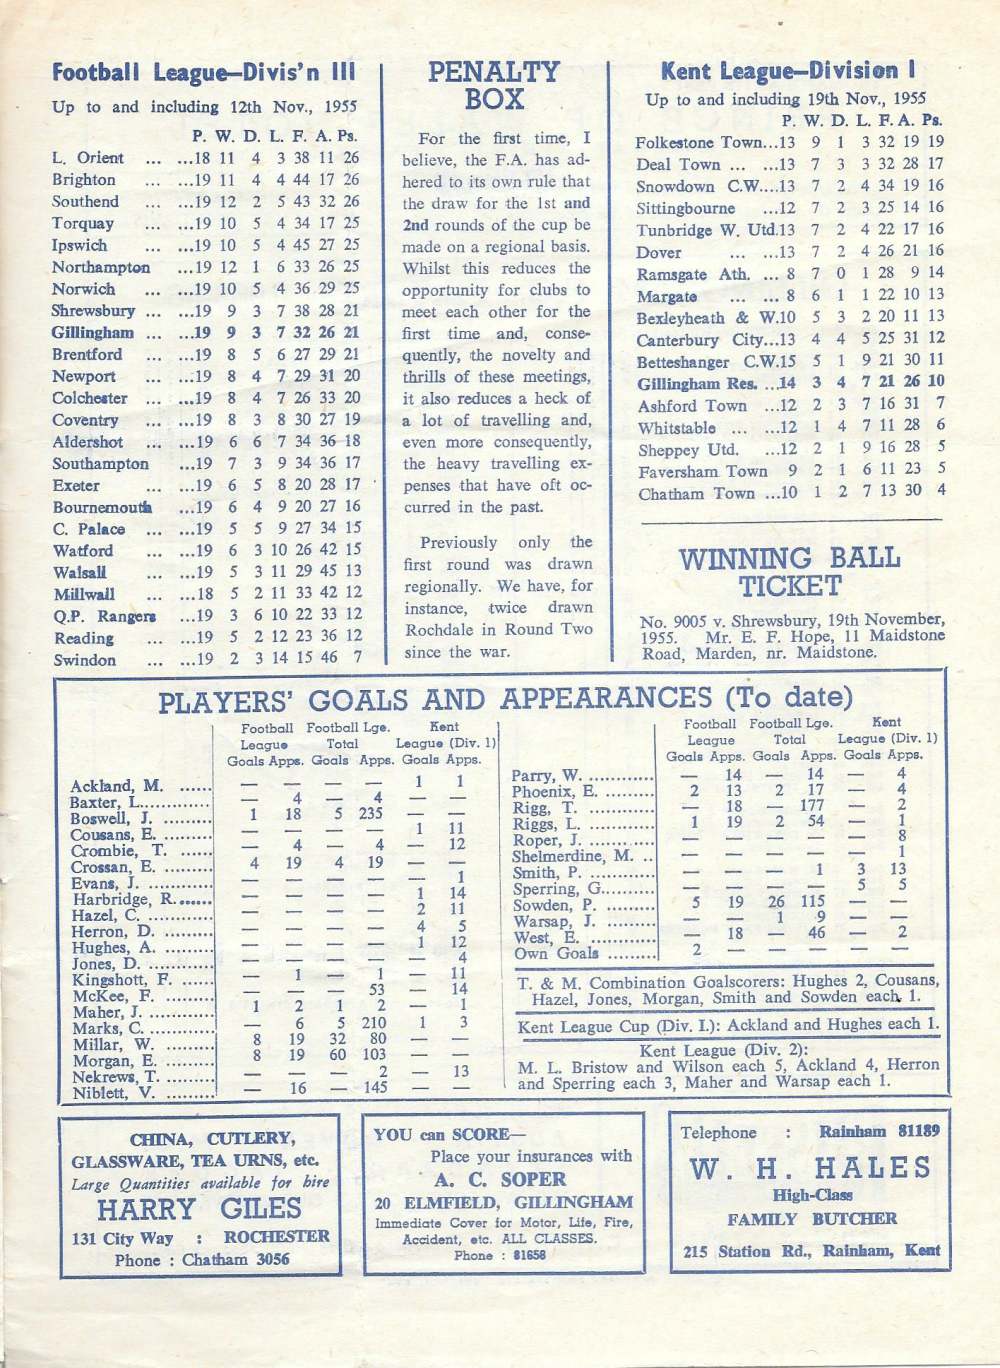 Football League—Divis'n III
Up to and including 12th Nov., 1955
P. W. D. L. F. A. Ps.
L. Orient ... ...18 11 4 3 38 11 26
Brighton ... ...19 11 4 4 44 17 26
Southend ... ...19 12 2 5 43 32 26
Torquay ... ...19 10 5 4 34 17 25
Ipswich ... ...19 10 5 4 45 27 25
Northampton ...19 12 1 6 33 26 25
Norwich ... ...19 10 5 4 36 29 25
Shrewsbury ... ...19 9 3 7 38 28 21
Gillingham ... ...19 9 3 7 32 26 21
Brentford ... ...19 8 5 6 27 29 21
Newport ... ...19 8 4 7 29 31 20
Colchester ... ...19 8 4 7 26 33 20
Coventry ... ...19 8 3 8 30 27 19
Aldershot ... ...19 6 6 7 34 36 18
Southampton ...19 7 3 9 34 36 17
Exeter ... ...19 6 5 8 20 28 17
Bournemouth ...19 6 4 9 20 27 16
C. Palace ... ...19 5 5 9 27 34 15
Watford ... ...19 6 3 10 26 42 15
Walsall ... ...19 5 3 11 29 45 13
Millwall ... ...18 5 2 11 33 42 12
Q.P. Rangers ...19 3 6 10 22 33 12
Reading ... ...19 5 2 12 23 36 12
Swindon ... ...19 2 3 14 15 46 7
PENALTY
BOX
For the first time, I
believe, the F.A. has ad-
hered to its own rule that
the draw for the 1st and
2nd rounds of the cup be
made on a regional basis.
Whilst this reduces the
opportunity for clubs to
meet each other for the
first time and, conse-
quently, the novelty and
thrills of these meetings,
it also reduces a heck of
a lot of travelling and,
even more consequently,
the heavy travelling ex-
penses that have oft oc-
curred in the past.
Previously only the
first round was drawn
regionally. We have, for
instance, twice drawn
Rochdale in Round Two
since the war.
Kent League—Division I
Up to and including 19th Nov., 1955
P. W. D. L. F. A. Ps.
Folkestone Town...13 9 1 3 32 19 19
Deal Town ... ...13 7 3 3 32 28 17
Snowdown C.W....13 7 2 4 34 19 16
Sittingbourne ...12 7 2 3 25 14 16
Tunbridge W. Utd.13 7 2 4 22 17 16
Dover ... ...13 7 2 4 26 21 16
Ramsgate Ath. ... 8 7 0 1 28 9 14
Margate ... ... 8 6 1 1 22 10 13
Bexleyheath & W.10 5 3 2 20 11 13
Canterbury City...13 4 4 5 25 31 12
Betteshanger C.W.15 5 1 9 21 30 11
Gillingham Res. ...14 3 4 7 21 26 10
Ashford Town ...12 2 3 7 16 31 7
Whitstable ... ...12 1 4 7 11 28 6
Sheppey Utd. ...12 2 1 9 16 28 5
Faversham Town 9 2 1 6 11 23 5
Chatham Town ...10 1 2 7 13 30 4
WINNING BALL
TICKET
No. 9005 v. Shrewsbury, 19th November,
1955. Mr. E. F. Hope, 11 Maidstone
Road, Marden, nr. Maidstone.
PLAYERS' GOALS AND APPEARANCES (To date)
Football Football Lge. Kent
League Total League (Div. 1)
Goals Apps. Goals Apps. Goals Apps.
Ackland, M. ...... — — — — 1 1
Baxter, L............. — 4 — 4 — —
Boswell, J. ......... 1 18 5 235 — —
Cousans, E. ......... — — — — 1 11
Crombie, T. ...... — 4 — 4 — 12
Crossan, E. ......... 4 19 4 19 — —
Evans, J. ............ — — — — — 1
Harbridge, R....... — — — — 1 14
Hazel, C. ............ — — — — 2 11
Herron, D. ......... — — — — 4 5
Hughes, A. ......... — — — — 1 12
Jones, D. ............ — — — — — 4
Kingshott, F. ...... — 1 — 1 — 11
McKee, F. ......... — — — 53 — 14
Maher, J. ............ 1 2 1 2 — 1
Marks, C. ............ — 6 5 210 1 3
Millar, W. ......... 8 19 32 80 — —
Morgan, E. ......... 8 19 60 103 — —
Nekrews, T. ......... — — — 2 — 13
Niblett, V. ......... — 16 — 145 — —
Football Football Lge. Kent
League Total League (Div. 1)
Goals Apps. Goals Apps. Goals Apps.
Parry, W. ............ — 14 — 14 — 4
Phoenix, E. ......... 2 13 2 17 — 4
Rigg, T. ............ — 18 — 177 — 2
Riggs, L. ............ 1 19 2 54 — 1
Roper, J. ............ — — — — — 8
Shelmerdine, M. .. — — — — — 1
Smith, P. ............ — — — 1 3 13
Sperring, G.......... — — — — 5 5
Sowden, P. ......... 5 19 26 115 — —
Warsap, J. ......... — — 1 9 — —
West, E. ............ — 18 — 46 — 2
Own Goals ......... 2 — — — — —
T. & M. Combination Goalscorers: Hughes 2, Cousans,
Hazel, Jones, Morgan, Smith and Sowden each 1.
Kent League Cup (Div. I.): Ackland and Hughes each 1.
Kent League (Div. 2):
M. L. Bristow and Wilson each 5, Ackland 4, Herron
and Sperring each 3, Maher and Warsap each 1.
CHINA, CUTLERY,
GLASSWARE, TEA URNS, etc.
Large Quantities available for hire
HARRY GILES
131 City Way : ROCHESTER
Phone : Chatham 3056
YOU can SCORE—
Place your insurances with
A. C. SOPER
20 ELMFIELD, GILLINGHAM
Immediate Cover for Motor, Life, Fire,
Accident, etc. ALL CLASSES.
Phone : 81658
Telephone : Rainham 81189
W. H. HALES
High-Class
FAMILY BUTCHER
215 Station Rd., Rainham, Kent